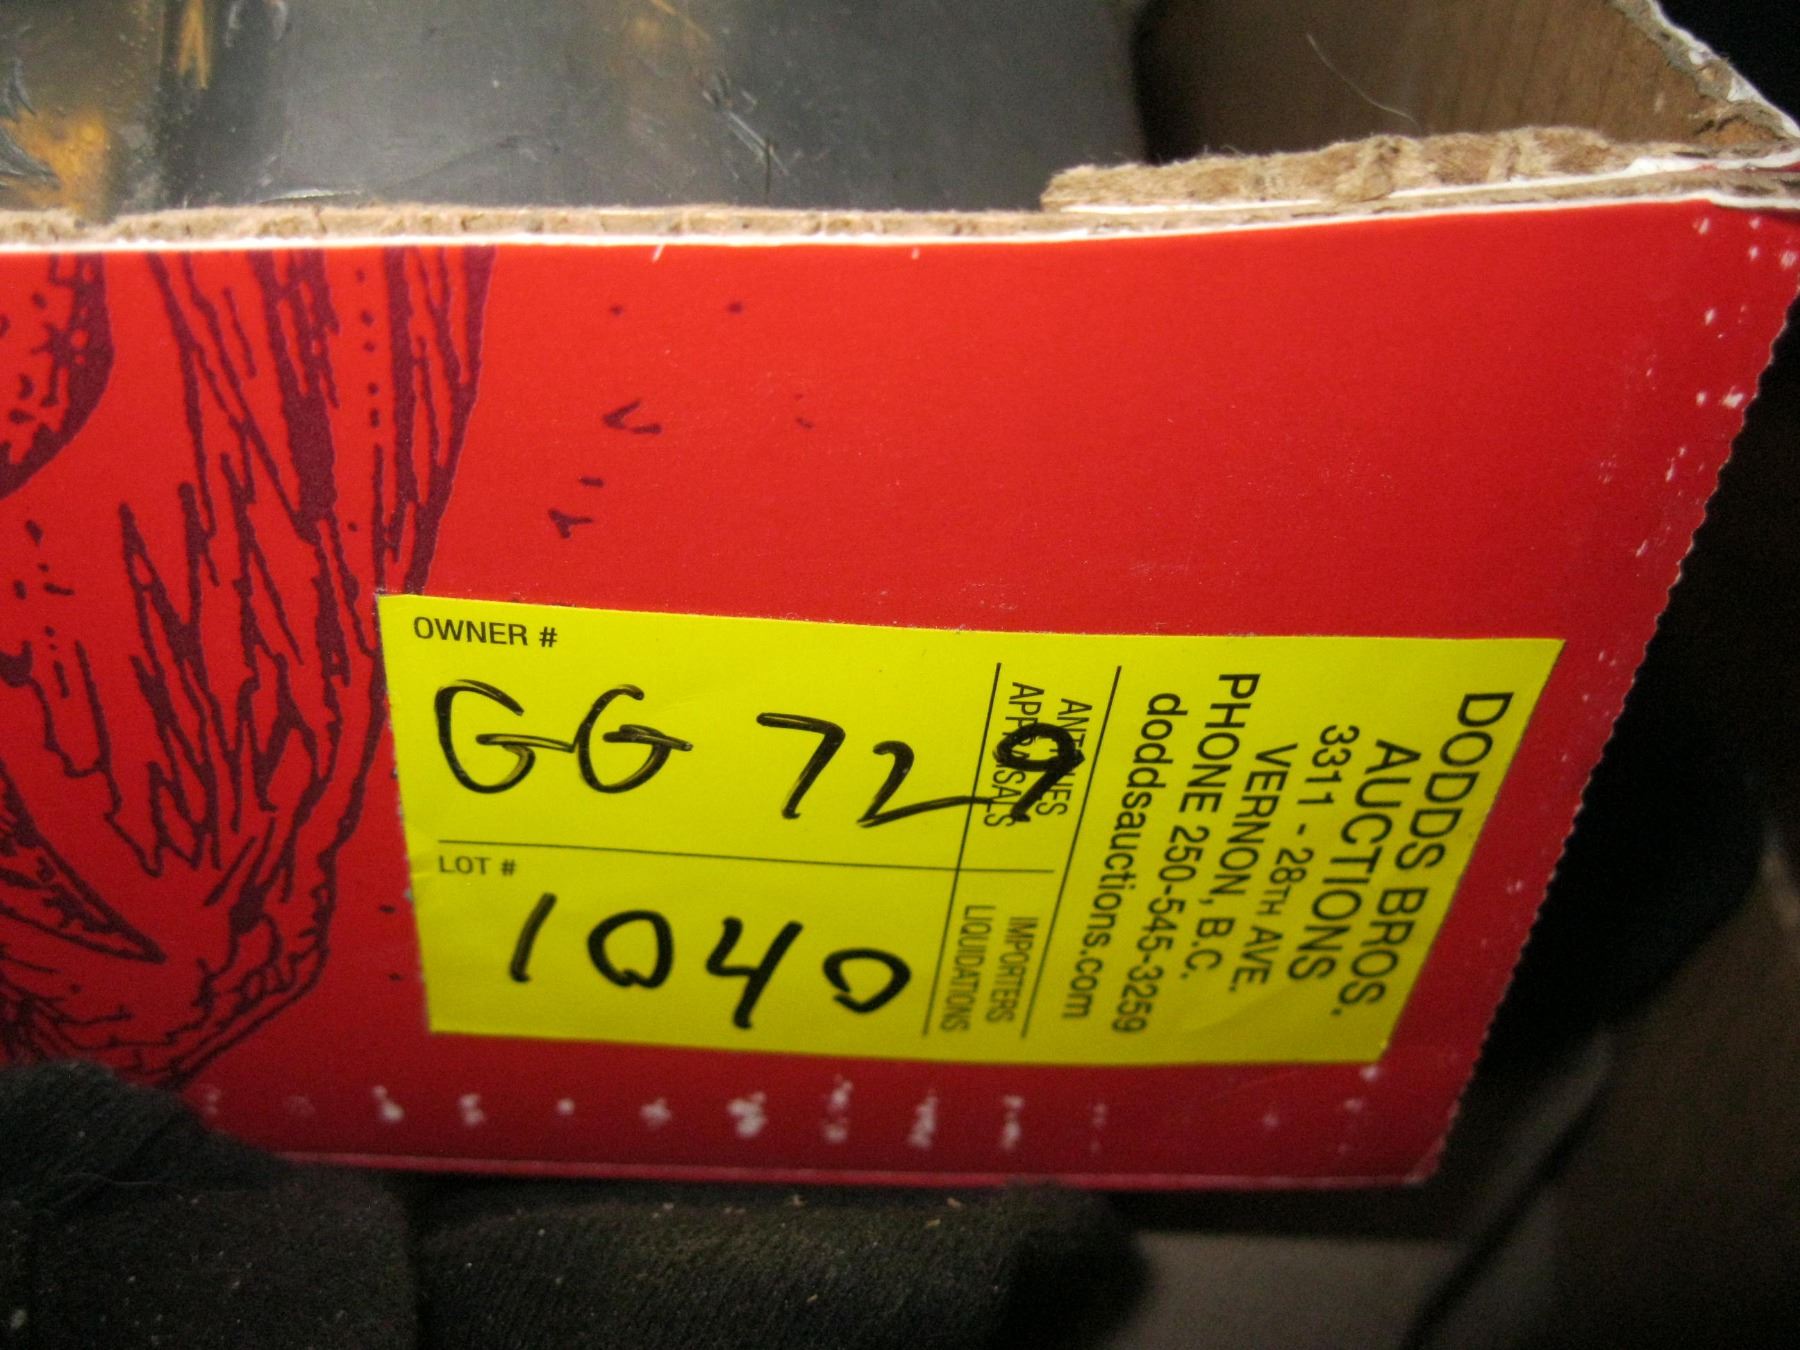 OWNER #
GG 729
LOT #
1040
DODDS BROS.
AUCTIONS
3311 - 28TH AVE.
VERNON, B.C.
PHONE 250-545-3259
doddsauctions.com
ANTIQUES
APPRAISALS
IMPORTERS
LIQUIDATIONS